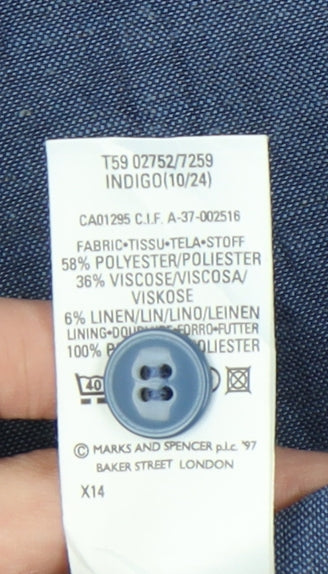 T59 02752/7259
INDIGO(10/24)
CA01295 C.I.F. A-37-002516
FABRIC•TISSU•TELA•STOFF
58% POLYESTER/POLIESTER
36% VISCOSE/VISCOSA/
VISKOSE
6% LINEN/LIN/LINO/LEINEN
LINING•DOUBLURE•FORRO•FUTTER
100%
40
© MARKS AND SPENCER p.l.c. '97
BAKER STREET LONDON
X14